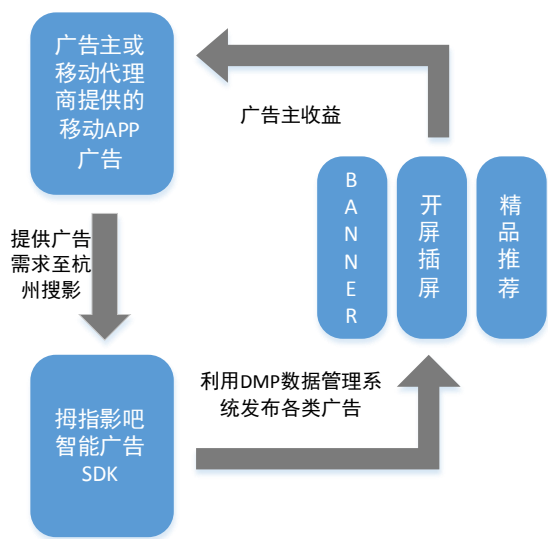 广告主或
移动代理
商提供的
移动APP
广告
广告主收益
B
A
N
N
E
R
开
屏
插
屏
精
品
推
荐
提供广告
需求至杭
州搜影
利用DMP数据管理系
统发布各类广告
拇指影吧
智能广告
SDK